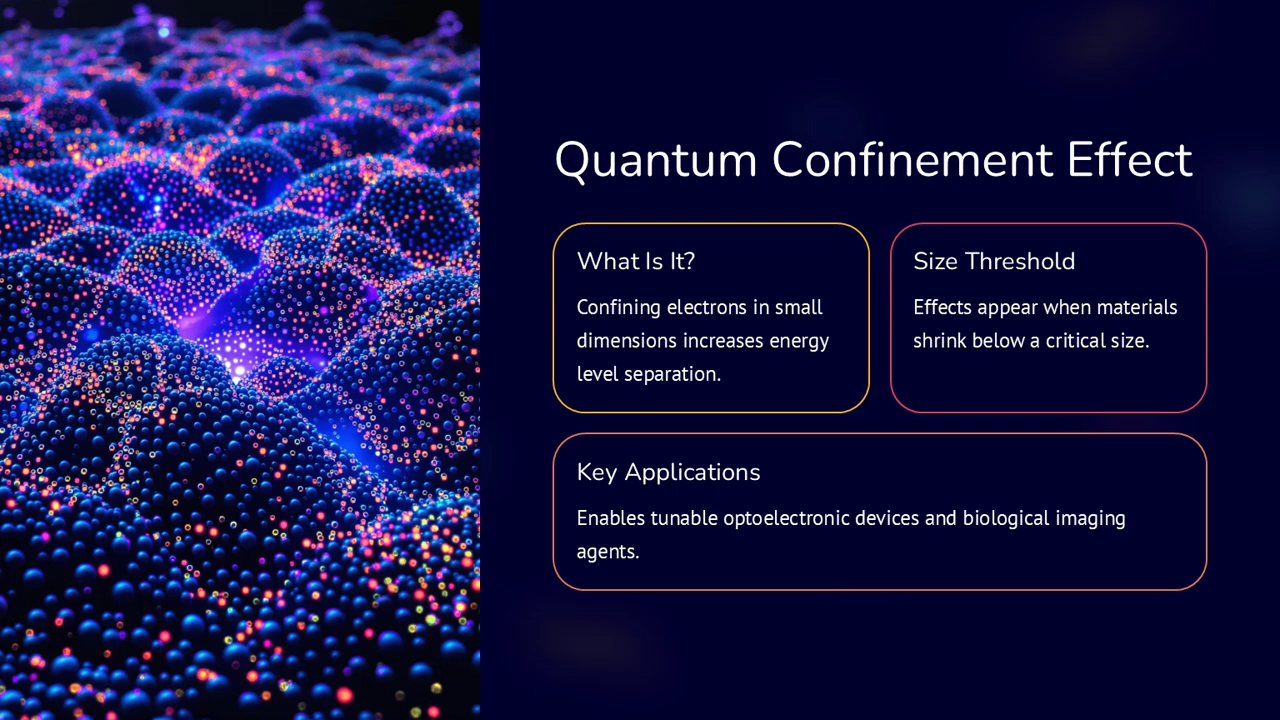 Quantum Confinement Effect
What Is It?
Confining electrons in small
dimensions increases energy
level separation.
Size Threshold
Effects appear when materials
shrink below a critical size.
Key Applications
Enables tunable optoelectronic devices and biological imaging
agents.